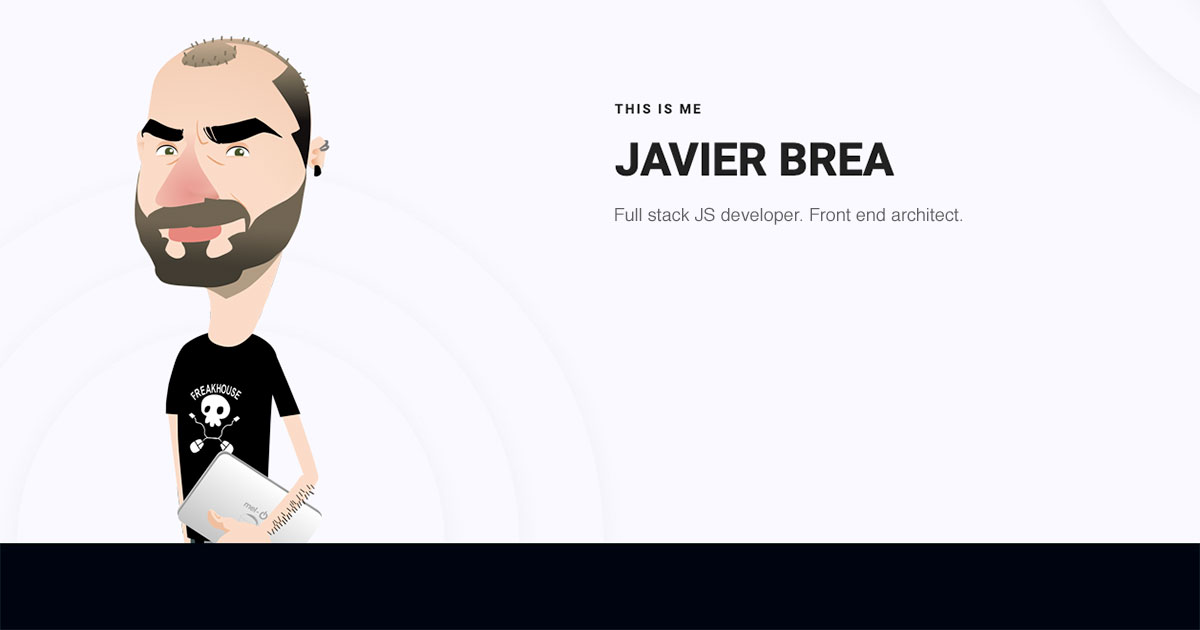 THIS IS ME
JAVIER BREA
Full stack JS developer. Front end architect.
FREAKHOUSE